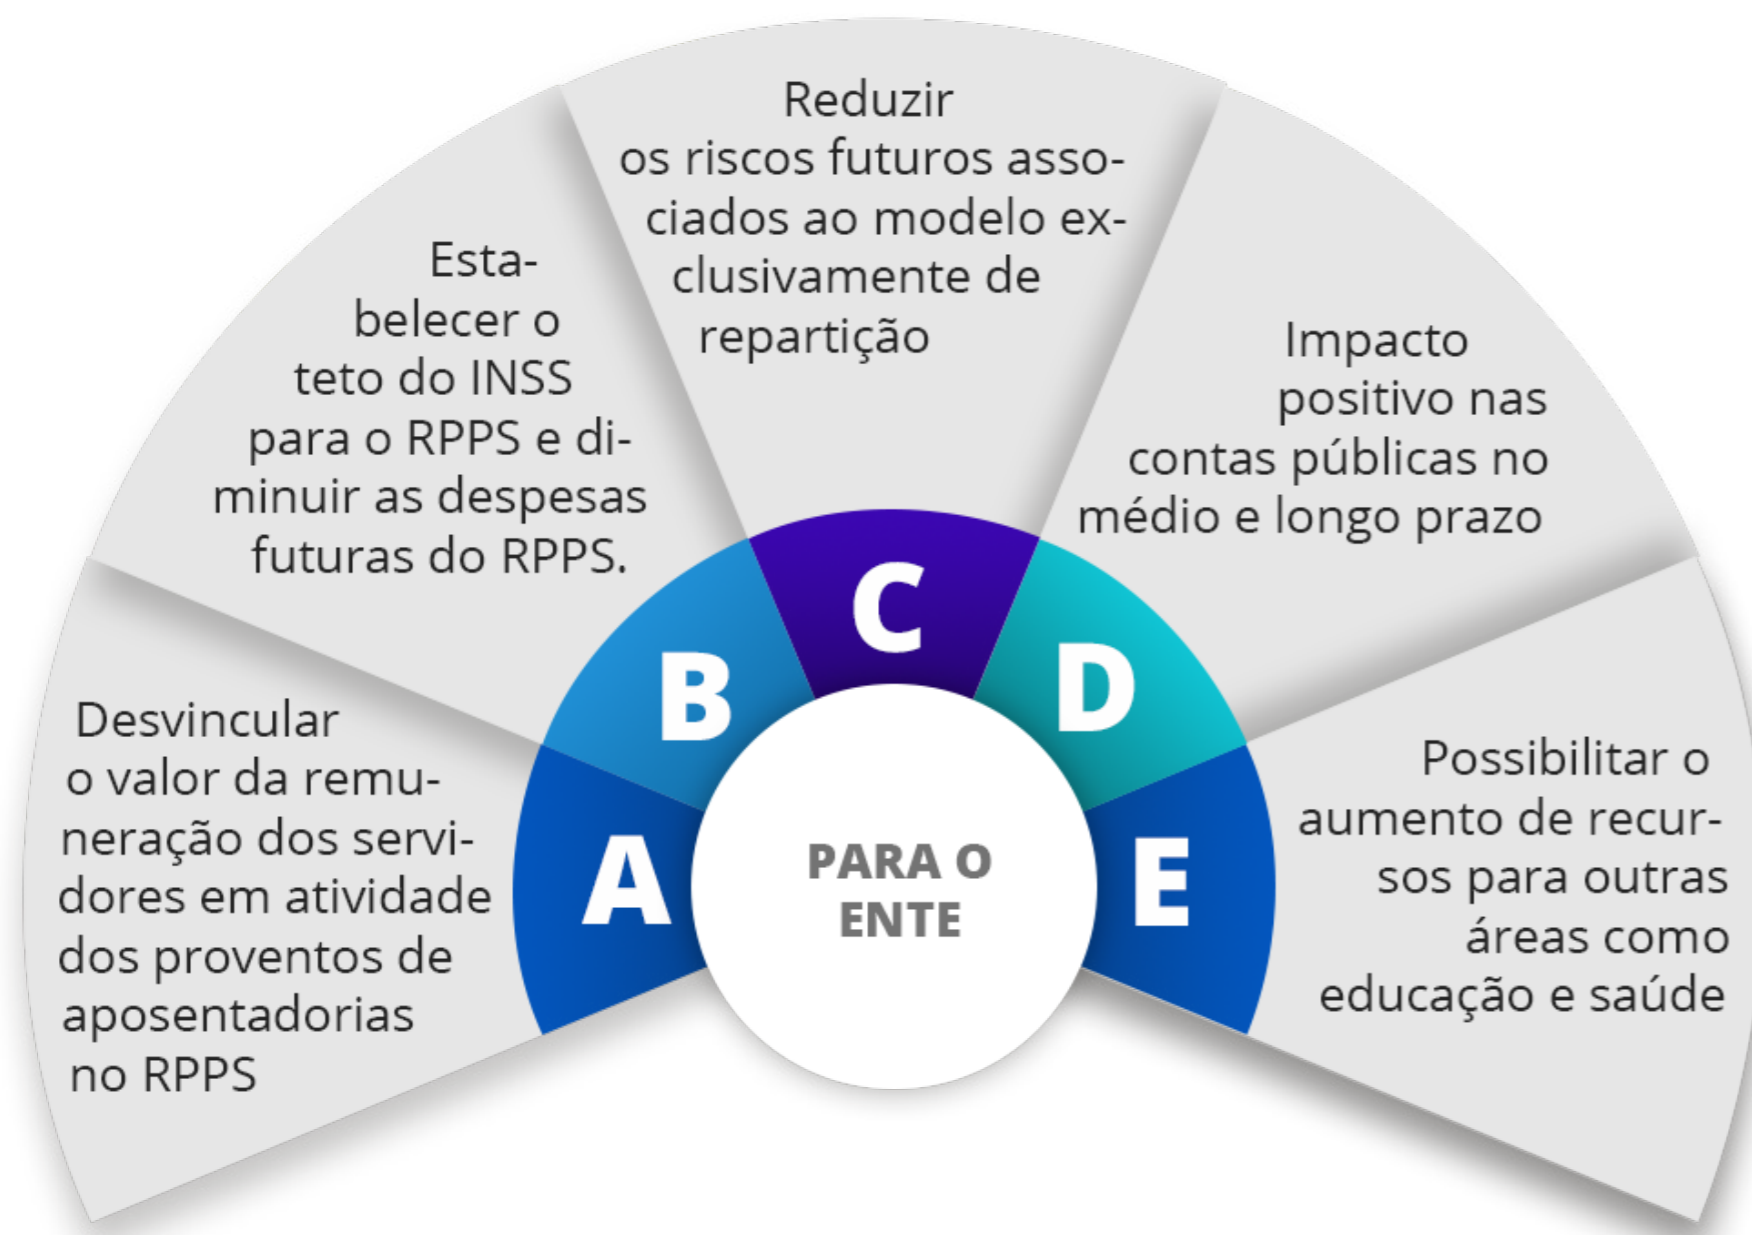 Desvincular
o valor da remu-
neração dos servi-
dores em atividade
dos proventos de
aposentadorias
no RPPS
A
Esta-
belecer o
teto do INSS
para o RPPS e di-
minuir as despesas
futuras do RPPS.
B
Reduzir
os riscos futuros asso-
ciados ao modelo ex-
clusivamente de
repartição
C
Impacto
positivo nas
contas públicas no
médio e longo prazo
D
Possibilitar o
aumento de recur-
sos para outras
áreas como
educação e saúde
E
PARA O
ENTE